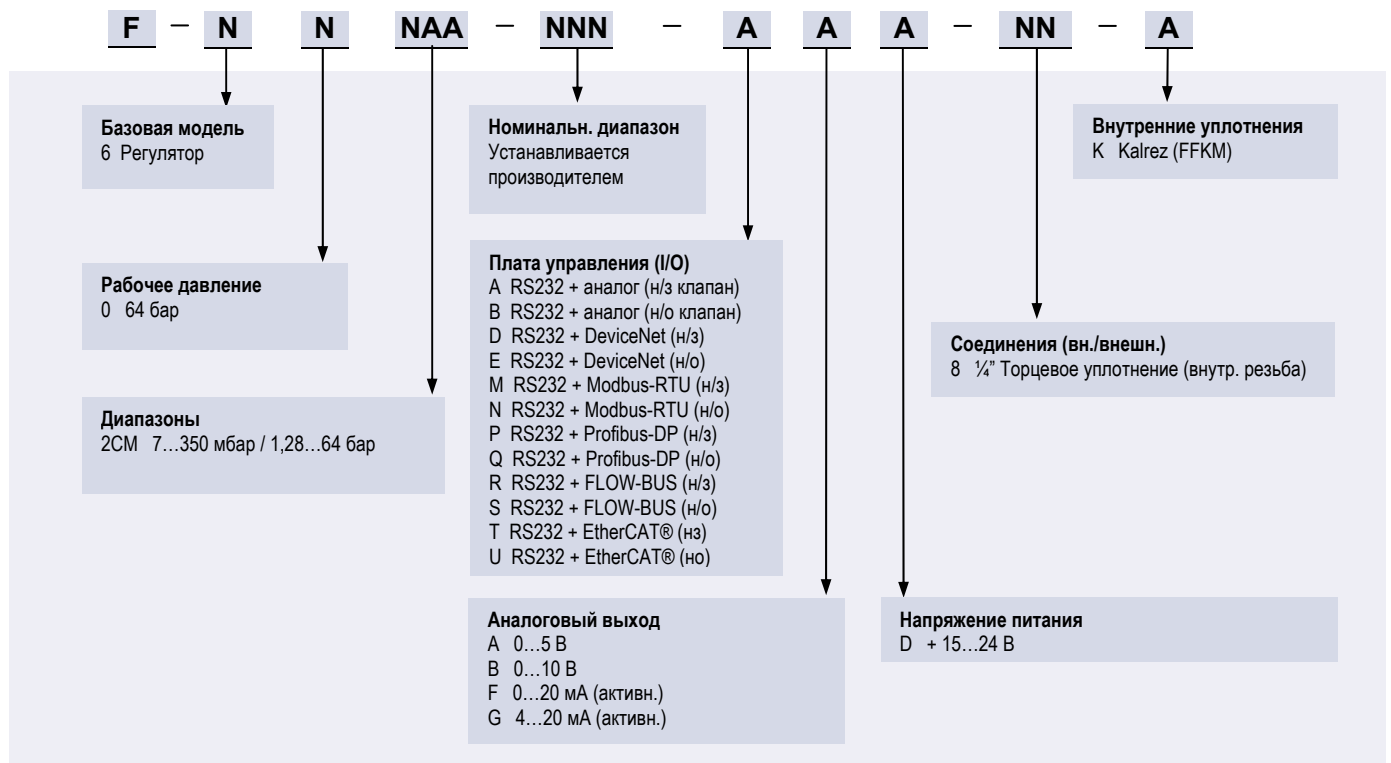 F – N N NAA – NNN – A A A – NN – A
Базовая модель
6 Регулятор
Номинальн. диапазон
Устанавливается
производителем
Внутренние уплотнения
K Kalrez (FFKM)
Рабочее давление
0 64 бар
Плата управления (I/O)
A RS232 + аналог (н/з клапан)
B RS232 + аналог (н/о клапан)
D RS232 + DeviceNet (н/з)
E RS232 + DeviceNet (н/о)
M RS232 + Modbus-RTU (н/з)
N RS232 + Modbus-RTU (н/о)
P RS232 + Profibus-DP (н/з)
Q RS232 + Profibus-DP (н/о)
R RS232 + FLOW-BUS (н/з)
S RS232 + FLOW-BUS (н/о)
T RS232 + EtherCAT® (нз)
U RS232 + EtherCAT® (но)
Соединения (вн./внешн.)
8 ¼” Торцевое уплотнение (внутр. резьба)
Диапазоны
2CM 7…350 мбар / 1,28…64 бар
Аналоговый выход
A 0…5 В
B 0…10 В
F 0…20 мА (активн.)
G 4…20 мА (активн.)
Напряжение питания
D + 15…24 В